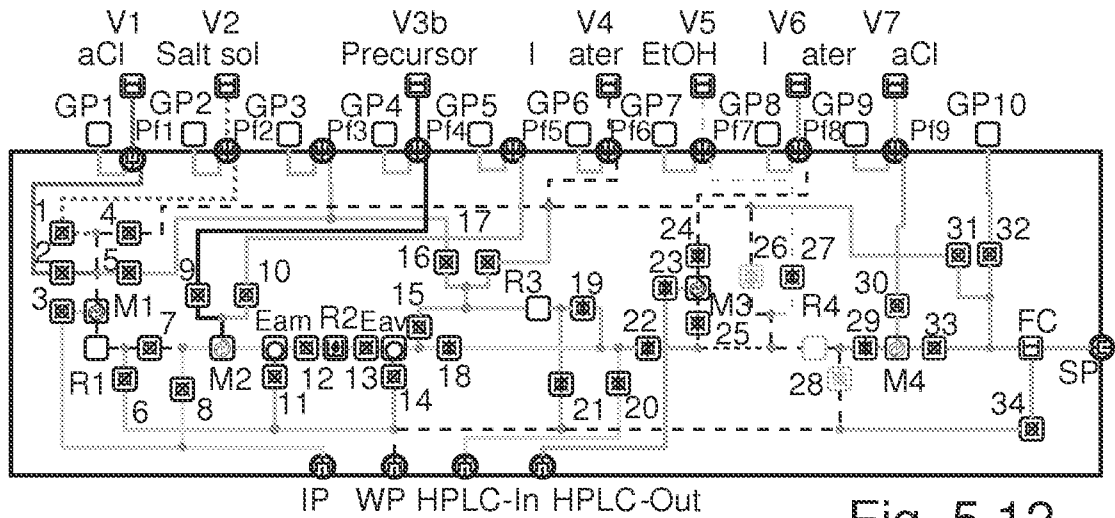 V1 V2 V3b V4 V5 V6 V7
aCl Salt sol Precursor I ater EtOH I ater aCl
GP1 GP2 GP3 GP4 GP5 GP6 GP7 GP8 GP9 GP10
Pf1 Pf2 Pf3 Pf4 Pf5 Pf6 Pf7 Pf8 Pf9
1 4 17 24 26 27 31 32
2 5 9 10 16 23 30
3 M1 15 R3 19 M3 R4
7 Eam R2 Eav 22 25 29 33 FC
R1 M2 12 13 18 28 M4 SP
6 8 11 14 21 20 34
IP WP HPLC-In HPLC-Out
Fig. 5.12